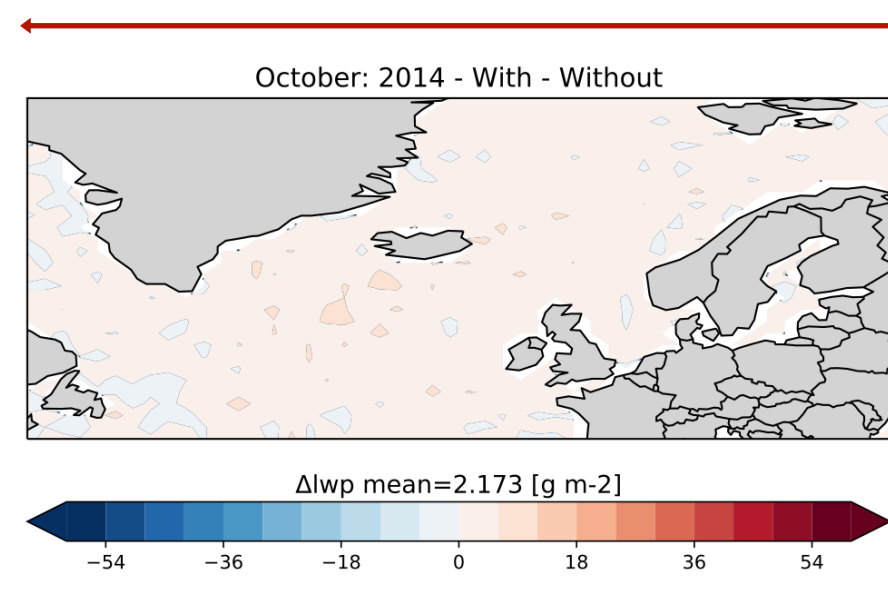 October: 2014 - With - Without
Δlwp mean=2.173 [g m-2]
−54 −36 −18 0 18 36 54